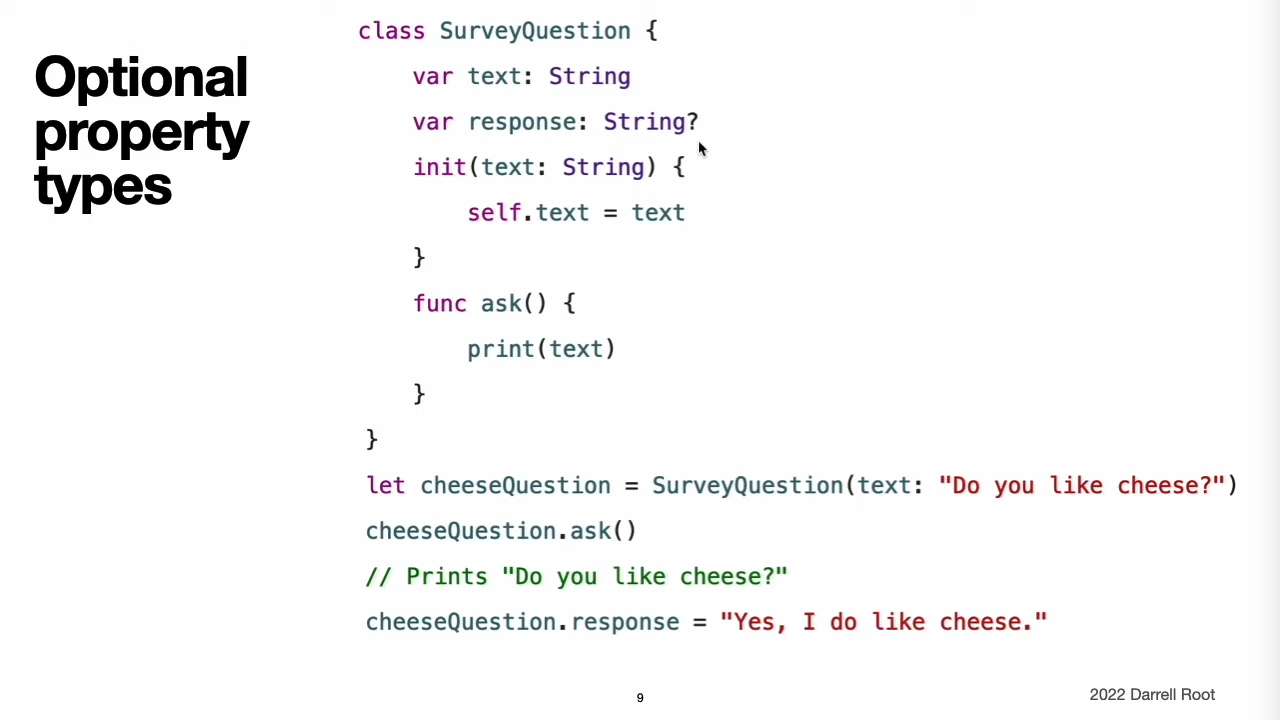 Optional
property
types
class SurveyQuestion {
    var text: String
    var response: String?
    init(text: String) {
        self.text = text
    }
    func ask() {
        print(text)
    }
}
let cheeseQuestion = SurveyQuestion(text: "Do you like cheese?")
cheeseQuestion.ask()
// Prints "Do you like cheese?"
cheeseQuestion.response = "Yes, I do like cheese."
9
2022 Darrell Root